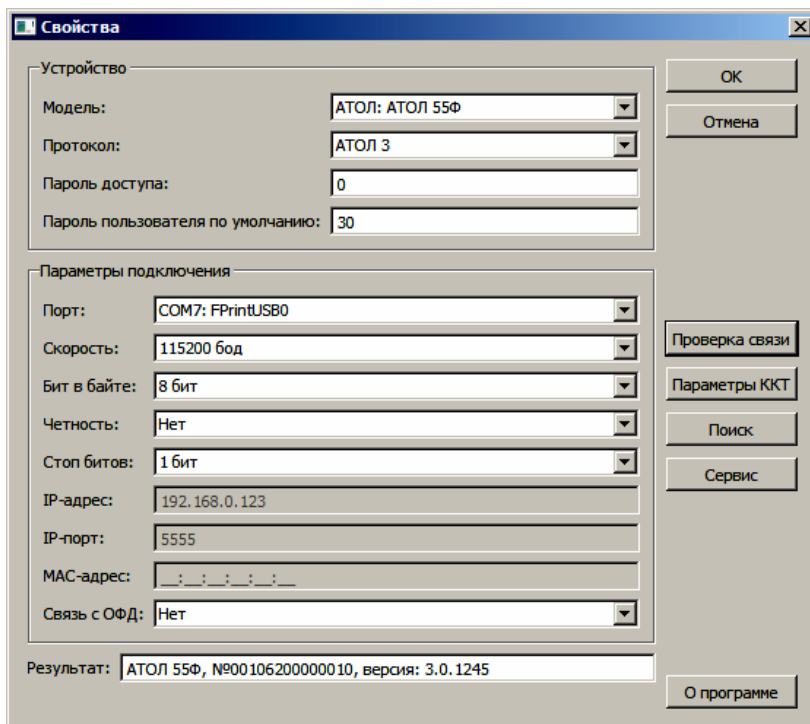 Свойства
Устройство
Модель: АТОЛ: АТОЛ 55Ф
Протокол: АТОЛ 3
Пароль доступа: 0
Пароль пользователя по умолчанию: 30
Параметры подключения
Порт: COM7: FPrintUSB0
Скорость: 115200 бод
Бит в байте: 8 бит
Четность: Нет
Стоп битов: 1 бит
IP-адрес: 192.168.0.123
IP-порт: 5555
MAC-адрес: __:__:__:__:__:__
Связь с ОФД: Нет
Результат: АТОЛ 55Ф, №00106200000010, версия: 3.0.1245
OK
Отмена
Проверка связи
Параметры ККТ
Поиск
Сервис
О программе